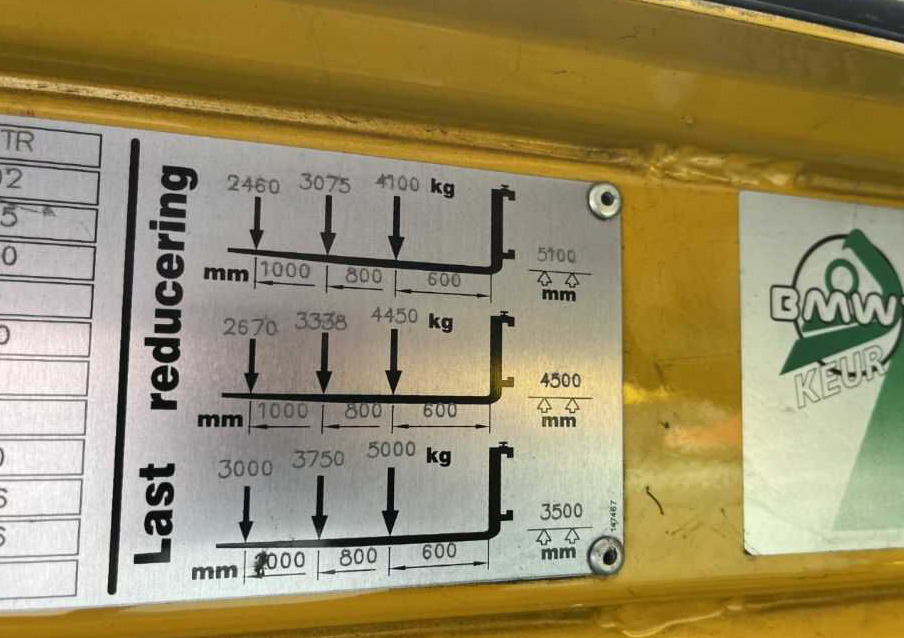 TR
02
5
0
0
0
6
6
Last reducering
2460 3075 4100 kg
5100
mm 1000 800 600
mm
2670 3338 4450 kg
4500
mm 1000 800 600
mm
3000 3750 5000 kg
3500
mm 1000 800 600
mm
147467
BMWT
KEUR